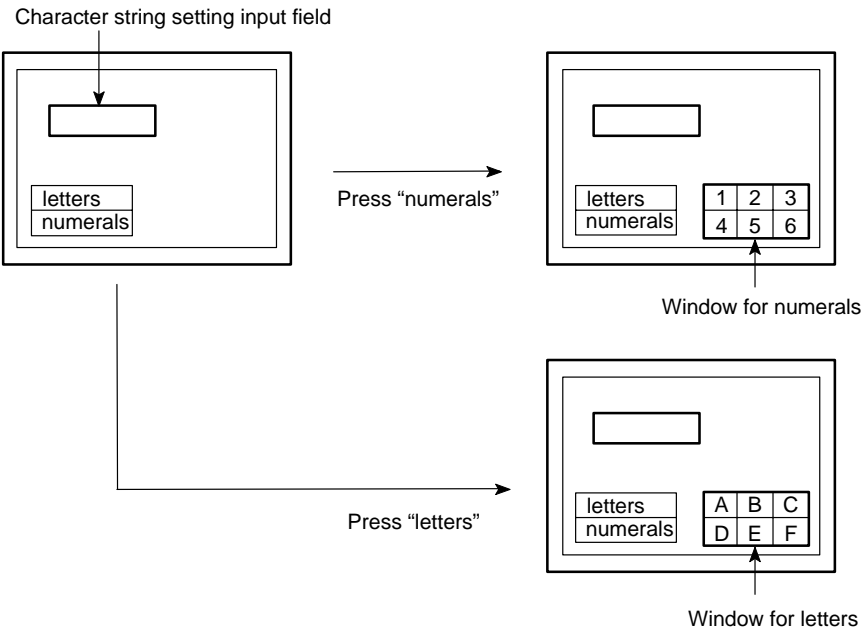 Character string setting input field
letters
numerals
Press “numerals”
letters
numerals
1 2 3
4 5 6
Window for numerals
Press “letters”
letters
numerals
A B C
D E F
Window for letters